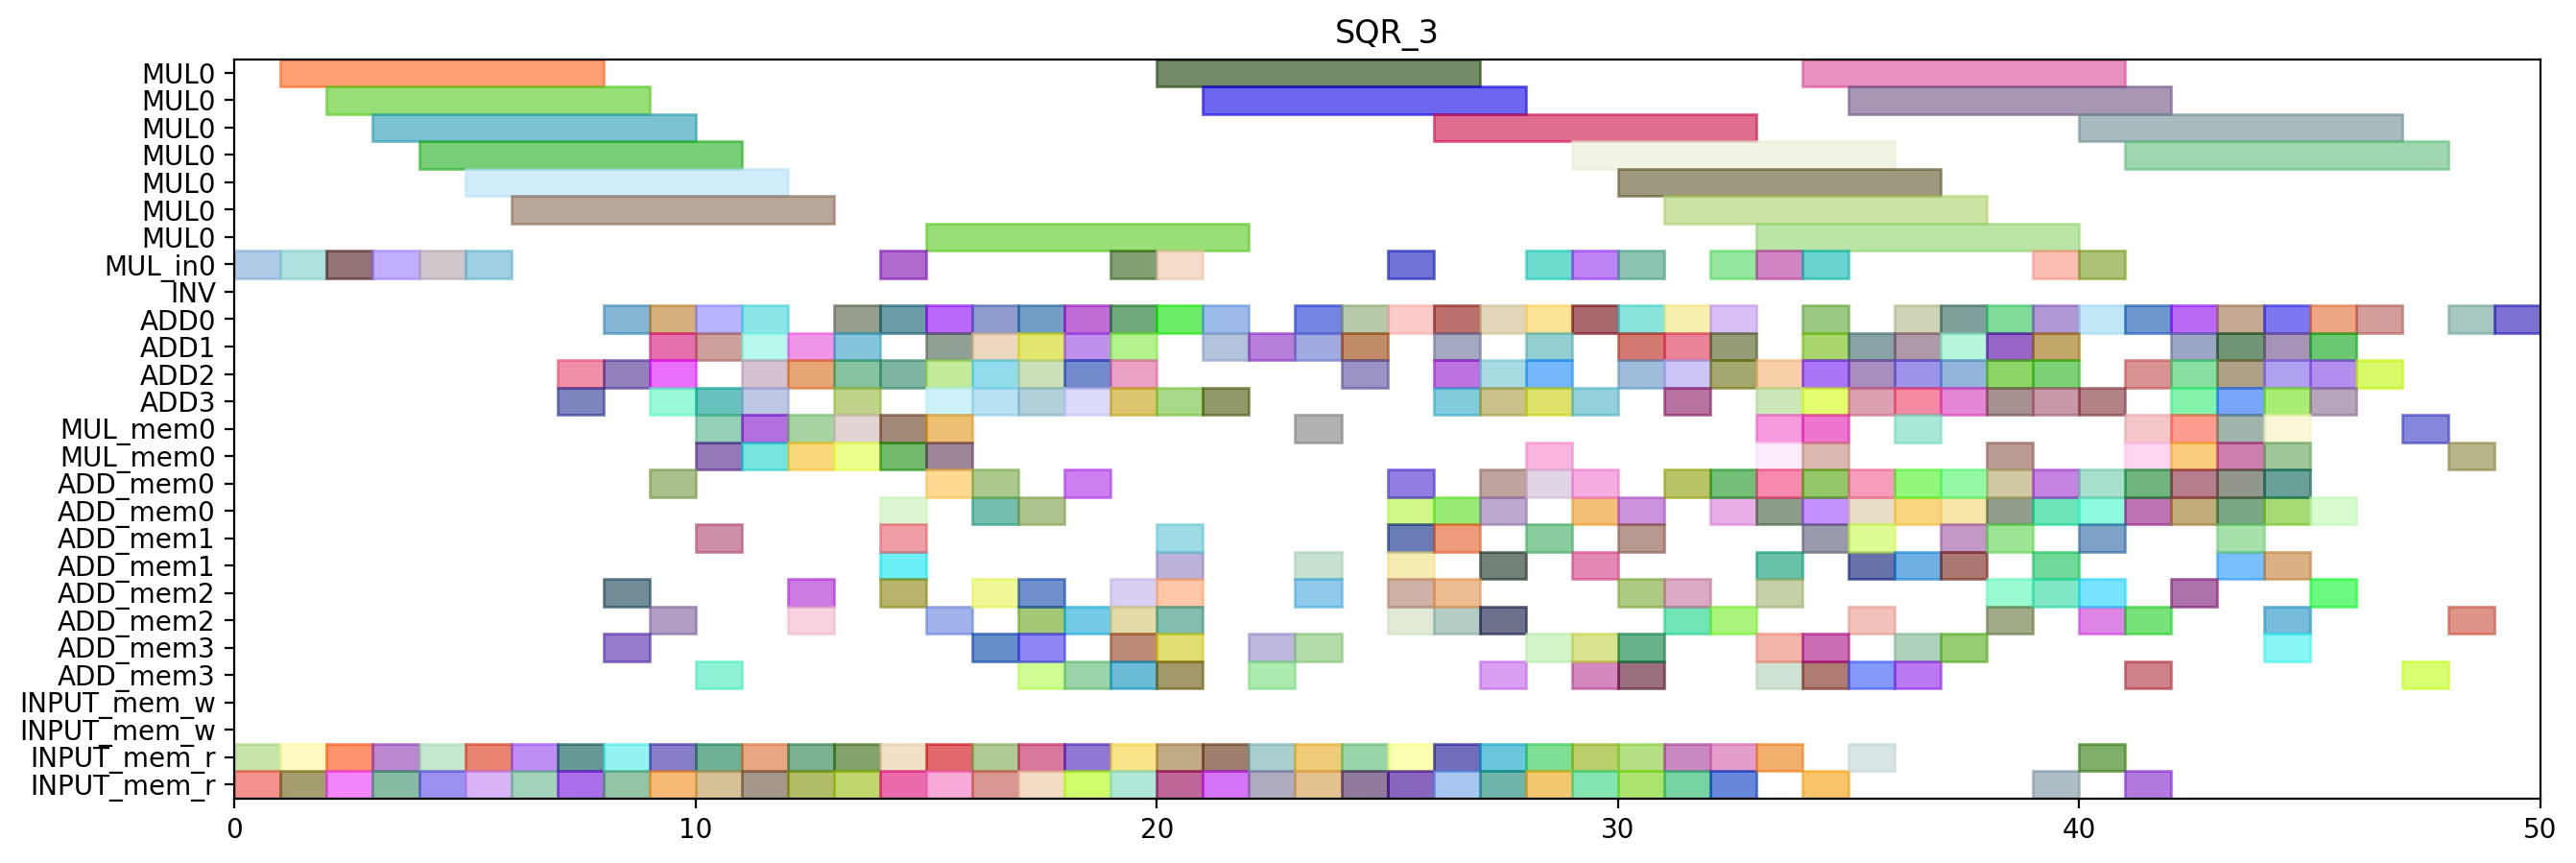 SQR_3
MUL0
MUL0
MUL0
MUL0
MUL0
MUL0
MUL0
MUL_in0
INV
ADD0
ADD1
ADD2
ADD3
MUL_mem0
MUL_mem0
ADD_mem0
ADD_mem0
ADD_mem1
ADD_mem1
ADD_mem2
ADD_mem2
ADD_mem3
ADD_mem3
INPUT_mem_w
INPUT_mem_w
INPUT_mem_r
INPUT_mem_r
0 10 20 30 40 50